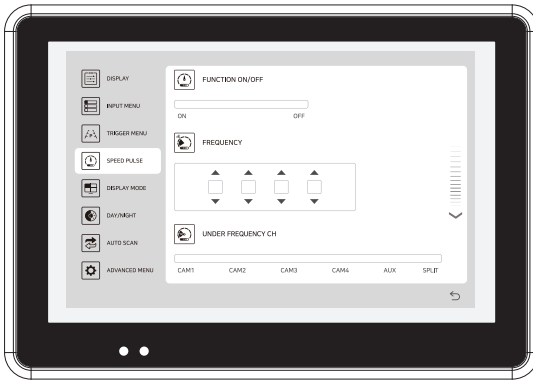 DISPLAY
INPUT MENU
TRIGGER MENU
SPEED PULSE
DISPLAY MODE
DAY/NIGHT
AUTO SCAN
ADVANCED MENU
FUNCTION ON/OFF
ON OFF
FREQUENCY
UNDER FREQUENCY CH
CAM1 CAM2 CAM3 CAM4 AUX SPLIT